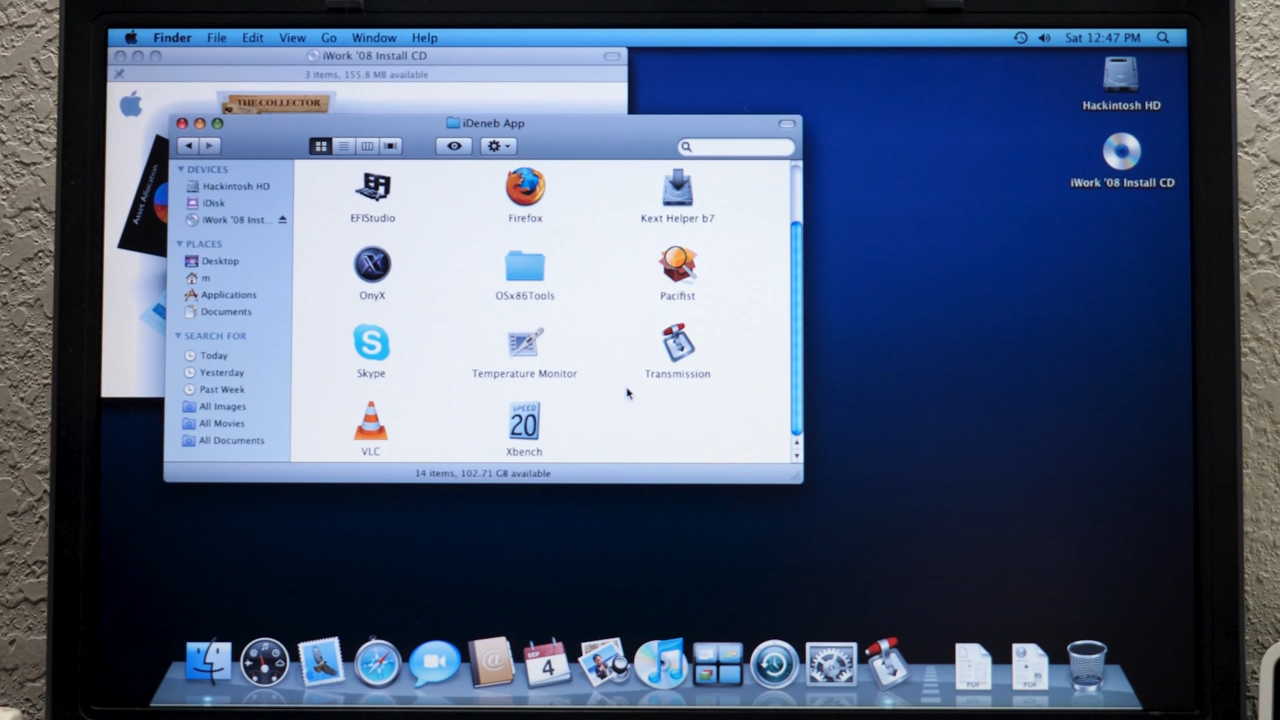 Finder File Edit View Go Window Help Sat 12:47 PM
iWork '08 Install CD
3 items, 155.8 MB available
THE COLLECTOR
Asset Allocation
iDeneb App
DEVICES
Hackintosh HD
iDisk
iWork '08 Inst...
PLACES
Desktop
m
Applications
Documents
SEARCH FOR
Today
Yesterday
Past Week
All Images
All Movies
All Documents
EFIStudio Firefox Kext Helper b7
OnyX OSx86Tools Pacifist
Skype Temperature Monitor Transmission
SPEED
20
VLC Xbench
14 items, 102.71 GB available
Hackintosh HD
iWork '08 Install CD
SEP
4
PDF PDF